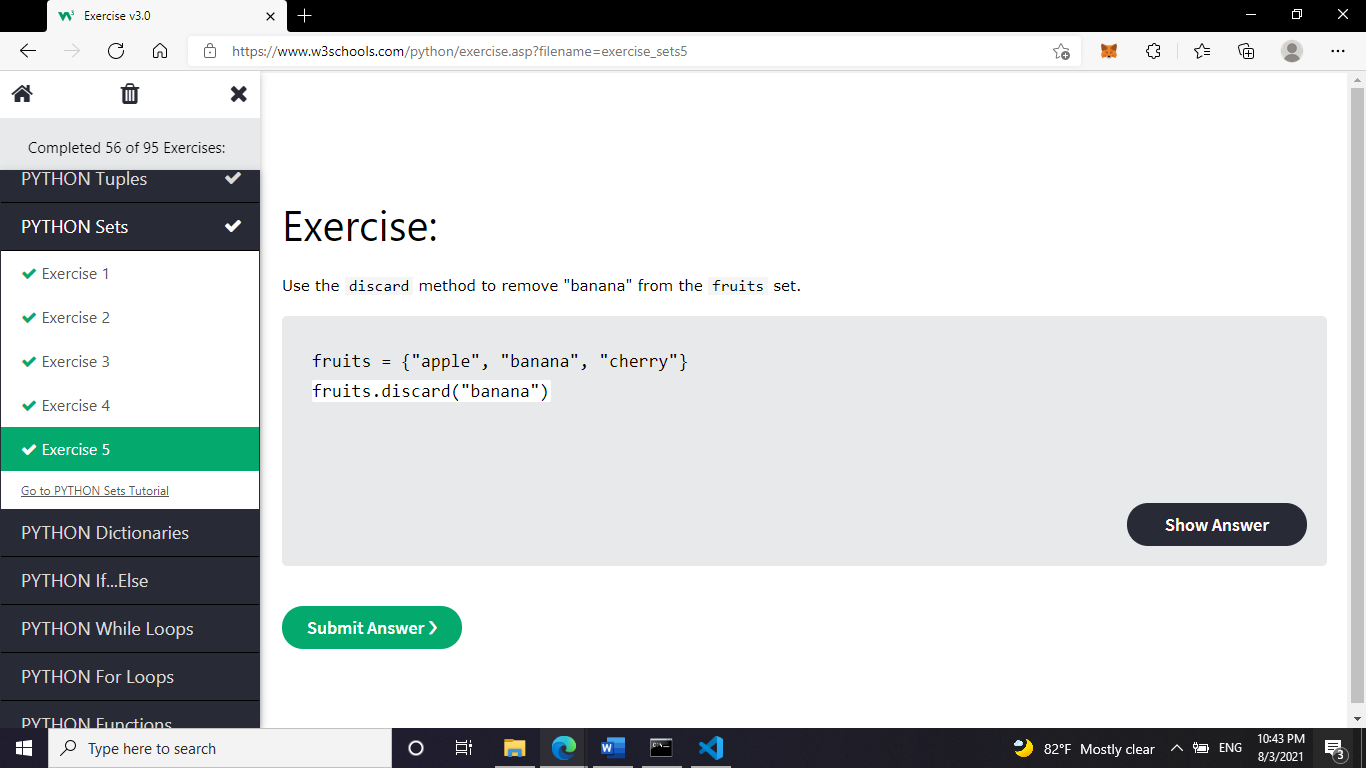 Exercise v3.0
https://www.w3schools.com/python/exercise.asp?filename=exercise_sets5
Completed 56 of 95 Exercises:
PYTHON Tuples
PYTHON Sets
Exercise 1
Exercise 2
Exercise 3
Exercise 4
Exercise 5
Go to PYTHON Sets Tutorial
PYTHON Dictionaries
PYTHON If...Else
PYTHON While Loops
PYTHON For Loops
PYTHON Functions
Exercise:
Use the discard method to remove "banana" from the fruits set.
fruits = {"apple", "banana", "cherry"}
fruits.discard("banana")
Show Answer
Submit Answer ❯
Type here to search
82°F Mostly clear
ENG
10:43 PM
8/3/2021
3